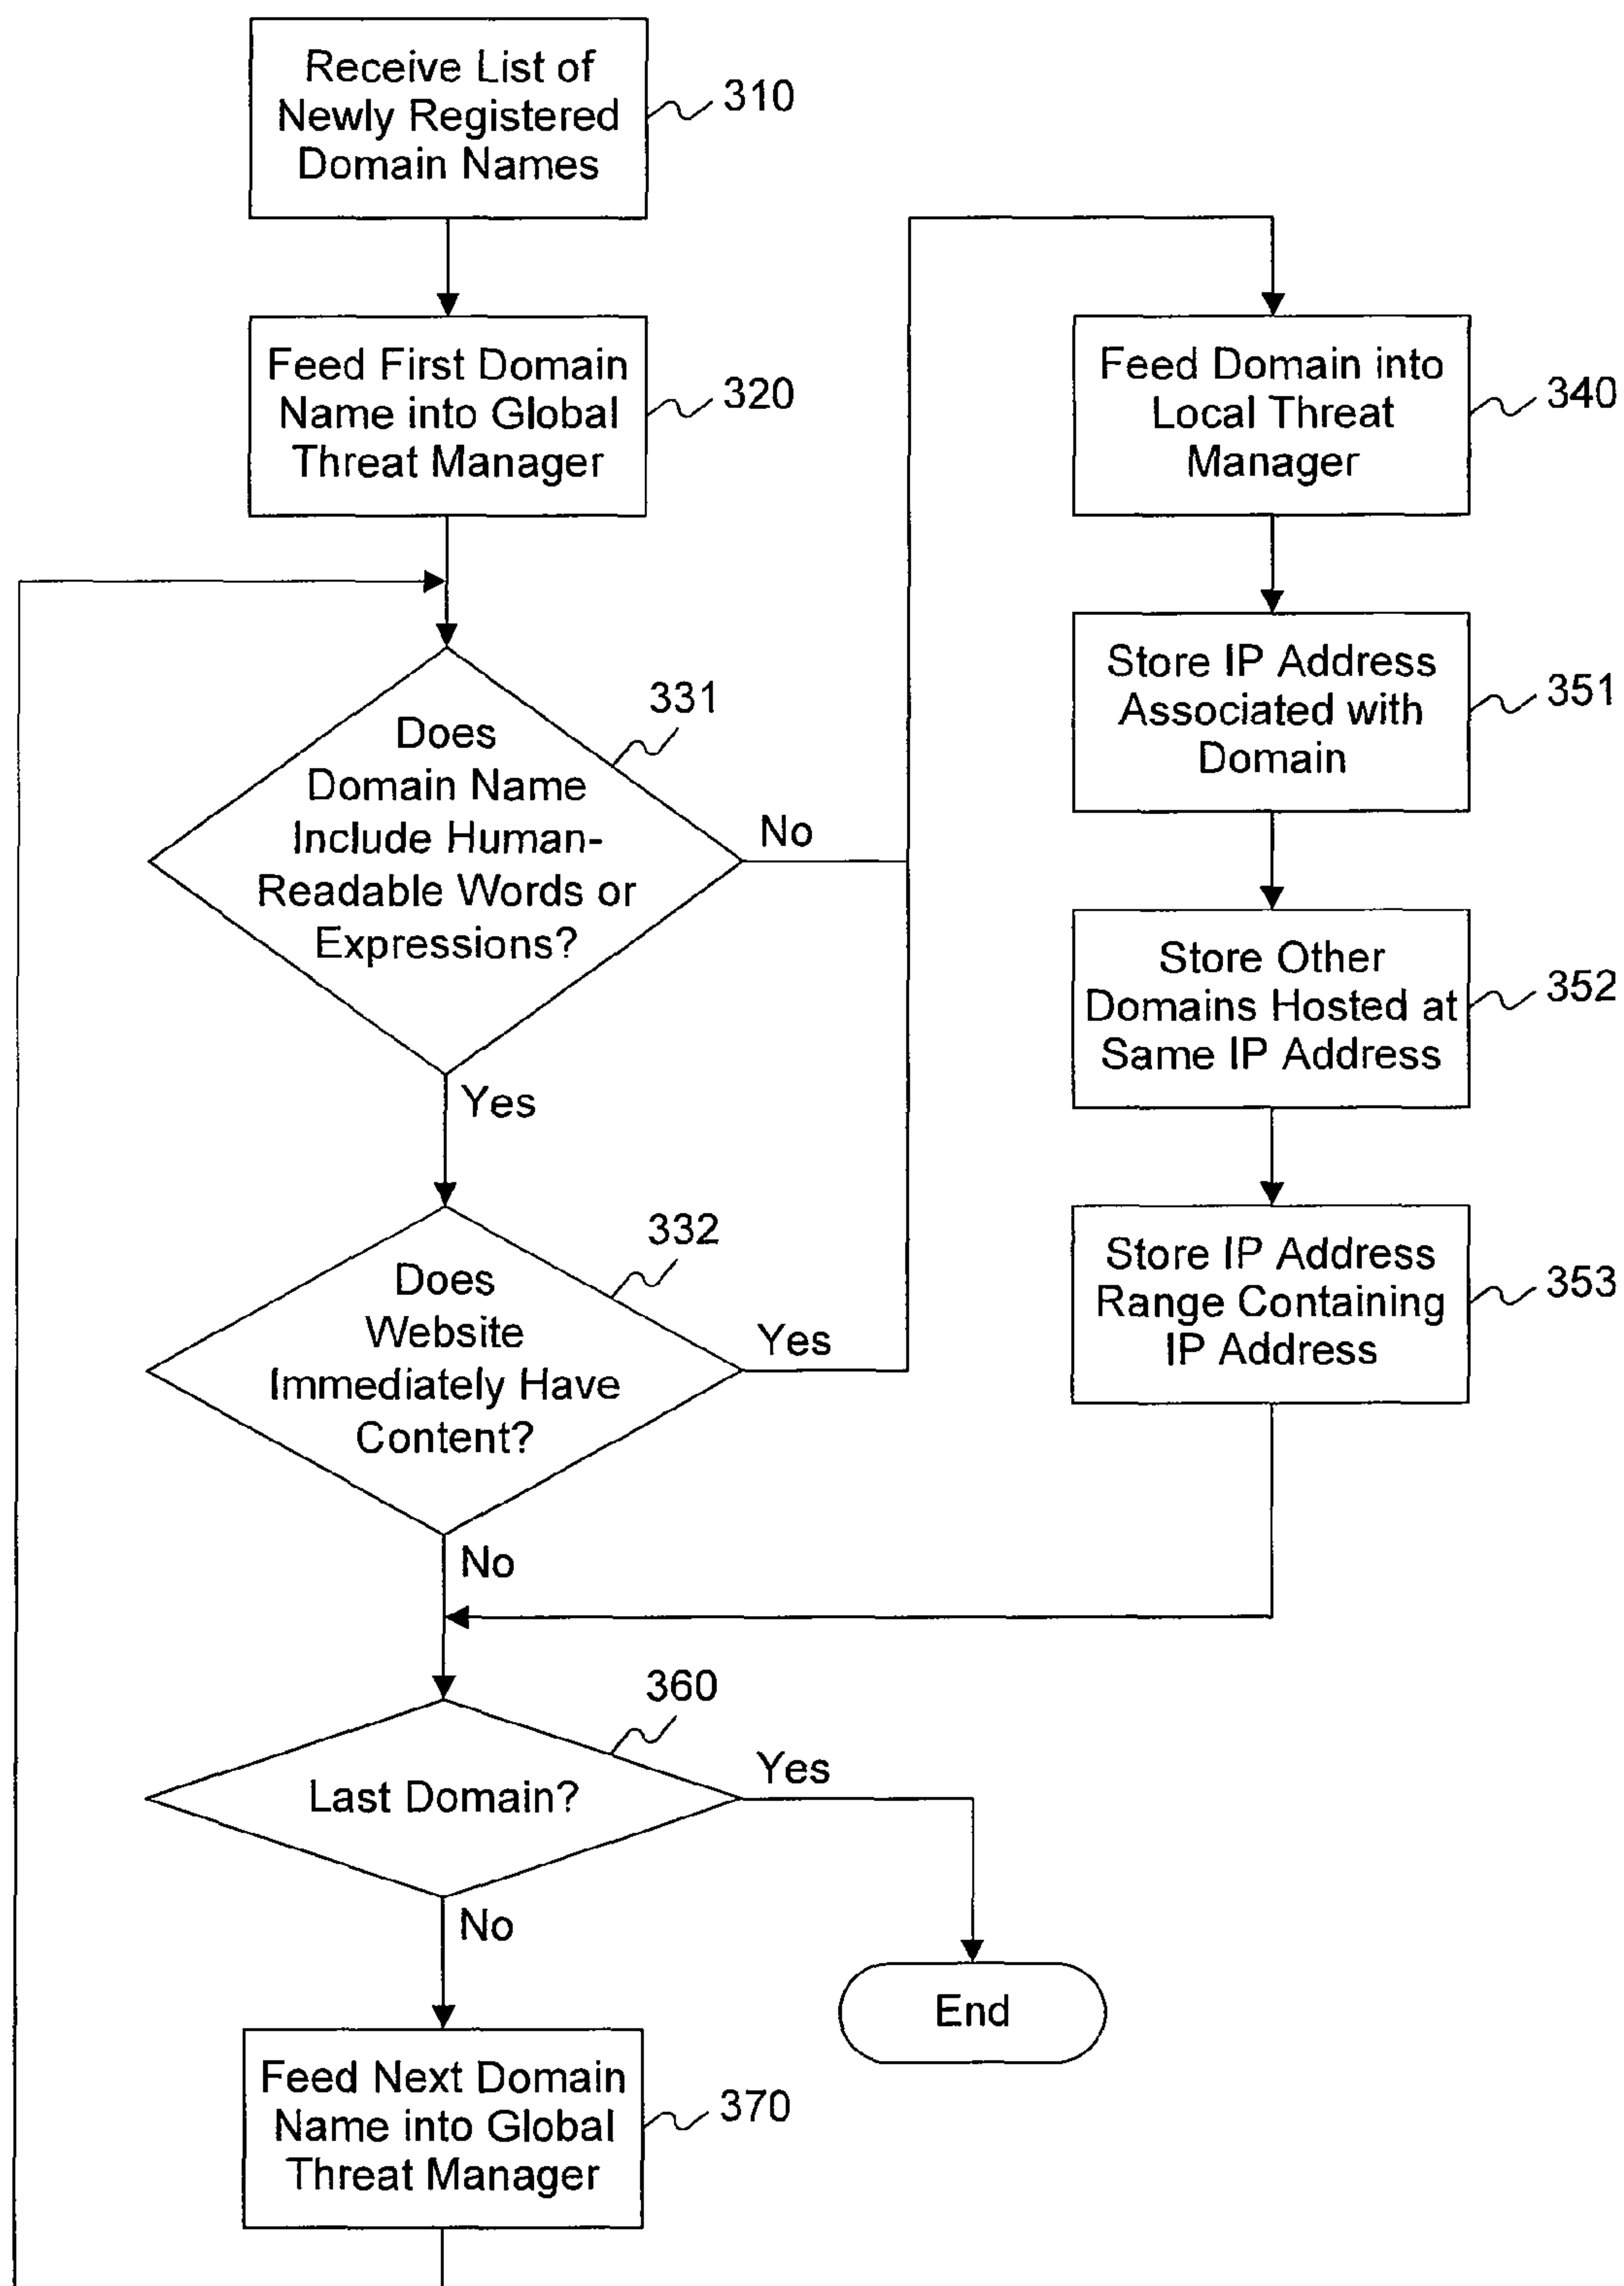 Receive List of
Newly Registered
Domain Names
310
Feed First Domain
Name into Global
Threat Manager
320
Does
Domain Name
Include Human-
Readable Words or
Expressions?
331
No
Yes
Does
Website
Immediately Have
Content?
332
Yes
No
Feed Domain into
Local Threat
Manager
340
Store IP Address
Associated with
Domain
351
Store Other
Domains Hosted at
Same IP Address
352
Store IP Address
Range Containing
IP Address
353
Last Domain?
360
Yes
No
End
Feed Next Domain
Name into Global
Threat Manager
370